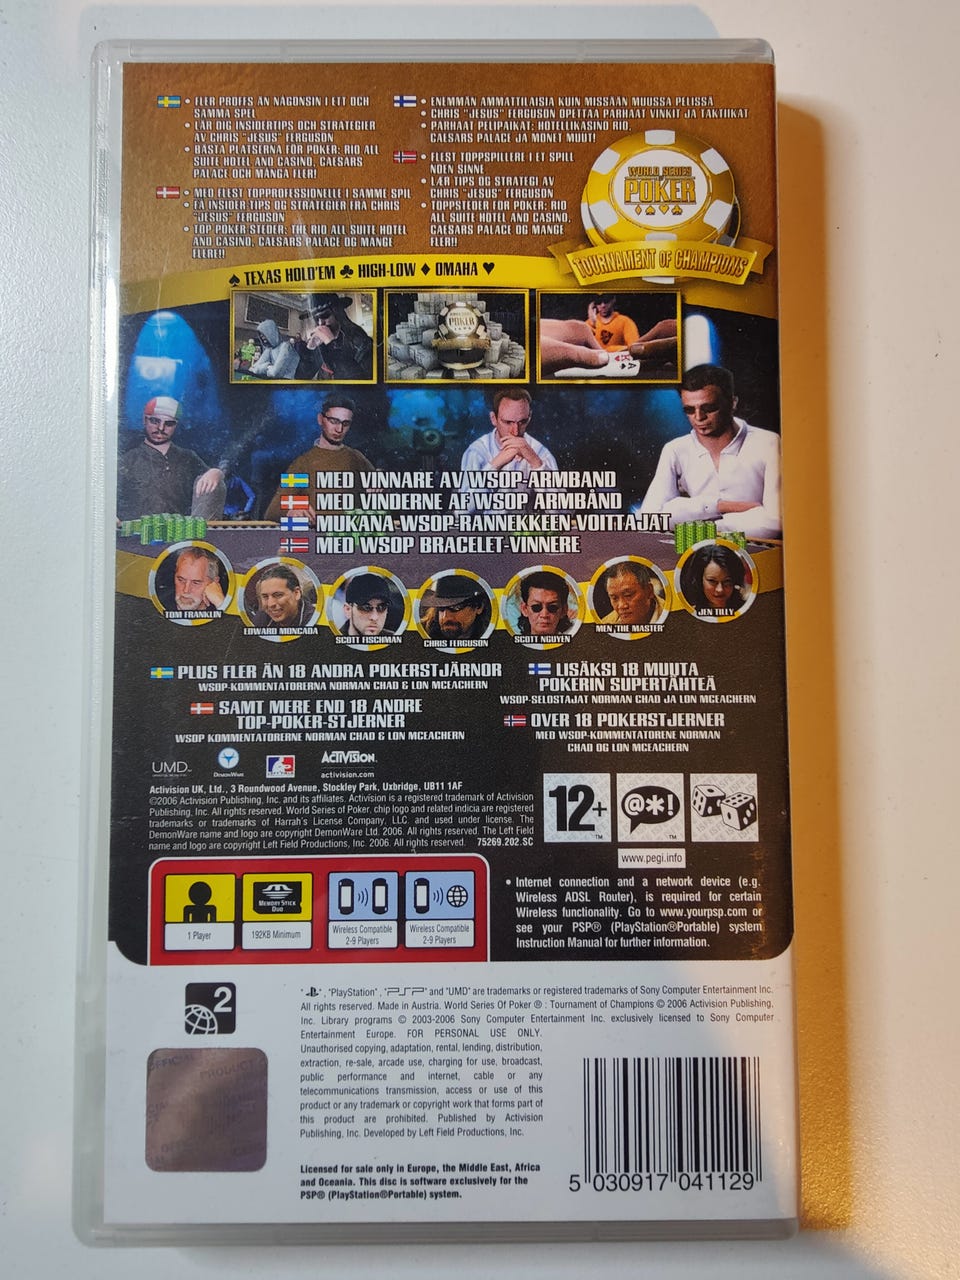 • FLER PROFFS ÄN NÅGONSIN I ETT OCH
SAMMA SPEL
• LÄR DIG INSIDERTIPS OCH STRATEGIER
AV CHRIS "JESUS" FERGUSON
• BÄSTA PLATSERNA FÖR POKER: RIO ALL
SUITE HOTEL AND CASINO, CAESARS
PALACE OCH MÅNGA FLER!
• MED FLEST TOPPROFESSIONELLE I SAMME SPIL
• FÅ INSIDER TIPS OG STRATEGIER FRA CHRIS
"JESUS" FERGUSON
• TOP POKER STEDER: THE RIO ALL SUITE HOTEL
AND CASINO, CAESARS PALACE OG MANGE
FLERE!!
• ENEMMÄN AMMATTILAISIA KUIN MISSÄÄN MUUSSA PELISSÄ
• CHRIS "JESUS" FERGUSON OPETTAA PARHAAT VINKIT JA TAKTIIKAT
• PARHAAT PELIPAIKAT: HOTELLIKASINO RIO,
CAESARS PALACE JA MONET MUUT!
• FLEST TOPPSPILLERE I ET SPILL
NOEN SINNE
• LÆR TIPS OG STRATEGI AV
CHRIS "JESUS" FERGUSON
• TOPPSTEDER FOR POKER: RIO
ALL SUITE HOTEL AND CASINO,
CAESARS PALACE OG MANGE
FLER!!
WORLD SERIES
OF
POKER
TOURNAMENT OF CHAMPIONS
♠ TEXAS HOLD'EM ♣ HIGH-LOW ♦ OMAHA ♥
POKER
MED VINNARE AV WSOP-ARMBAND
MED VINDERNE AF WSOP ARMBÅND
MUKANA WSOP-RANNEKKEEN VOITTAJAT
MED WSOP BRACELET-VINNERE
TOM FRANKLIN
EDWARD MONCADA
SCOTT FISCHMAN
CHRIS FERGUSON
SCOTT NGUYEN
MEN 'THE MASTER'
JEN TILLY
PLUS FLER ÄN 18 ANDRA POKERSTJÄRNOR
WSOP-KOMMENTATORERNA NORMAN CHAD & LON MCEACHERN
SAMT MERE END 18 ANDRE
TOP-POKER-STJERNER
WSOP KOMMENTATORERNE NORMAN CHAD & LON MCEACHERN
LISÄKSI 18 MUUTA
POKERIN SUPERTÄHTEÄ
WSOP-SELOSTAJAT NORMAN CHAD JA LON MCEACHERN
OVER 18 POKERSTJERNER
MED WSOP-KOMMENTATORENE NORMAN
CHAD OG LON MCEACHERN
UMD
DEMONWARE
ACTIVISION
activision.com
Activision UK, Ltd., 3 Roundwood Avenue, Stockley Park, Uxbridge, UB11 1AF
©2006 Activision Publishing, Inc. and its affiliates. Activision is a registered trademark of Activision
Publishing, Inc. All rights reserved. World Series of Poker, chip logo and related indicia are registered
trademarks or trademarks of Harrah's License Company, LLC. and used under license. The
DemonWare name and logo are copyright DemonWare Ltd. 2006. All rights reserved. The Left Field
name and logo are copyright Left Field Productions, Inc. 2006. All rights reserved. 75269.202.SC
12+
@*!
www.pegi.info
1 Player
MEMORY STICK
DUO
192KB Minimum
Wireless Compatible
2-9 Players
Wireless Compatible
2-9 Players
• Internet connection and a network device (e.g.
Wireless ADSL Router), is required for certain
Wireless functionality. Go to www.yourpsp.com or
see your PSP® (PlayStation®Portable) system
Instruction Manual for further information.
2
"PlayStation", "PSP" and "UMD" are trademarks or registered trademarks of Sony Computer Entertainment Inc.
All rights reserved. Made in Austria. World Series Of Poker ® : Tournament of Champions © 2006 Activision Publishing,
Inc. Library programs © 2003-2006 Sony Computer Entertainment Inc. exclusively licensed to Sony Computer
Entertainment Europe. FOR PERSONAL USE ONLY.
Unauthorised copying, adaptation, rental, lending, distribution,
extraction, re-sale, arcade use, charging for use, broadcast,
public performance and internet, cable or any
telecommunications transmission, access or use of this
product or any trademark or copyright work that forms part of
this product are prohibited. Published by Activision
Publishing, Inc. Developed by Left Field Productions, Inc.
Licensed for sale only in Europe, the Middle East, Africa
and Oceania. This disc is software exclusively for the
PSP® (PlayStation®Portable) system.
5 030917 041129
OFFICIAL
PRODUCT